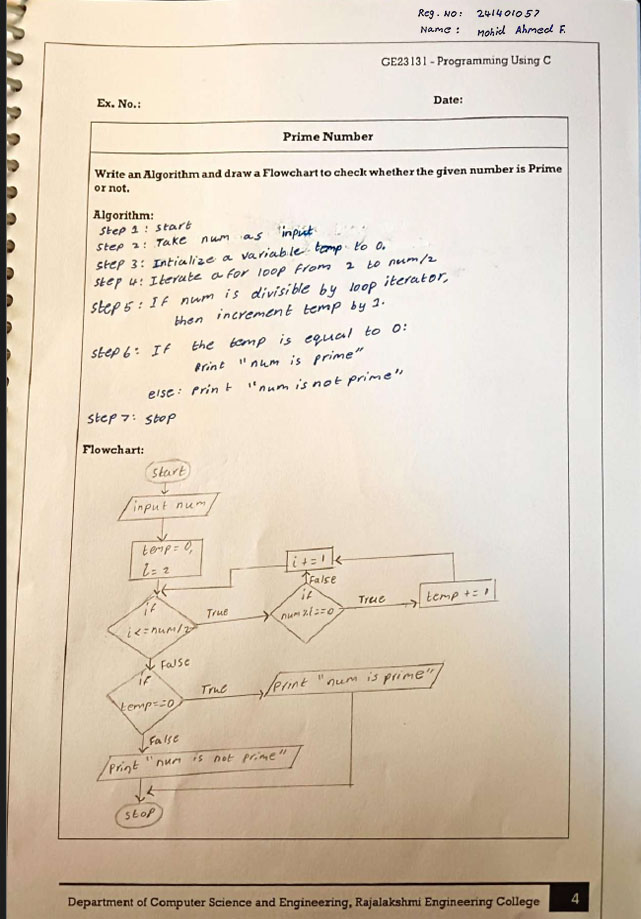 Reg. No: 241401057
Name: Mohid Ahmed F.
GE23131 - Programming Using C
Ex. No.:
Date:
Prime Number
Write an Algorithm and draw a Flowchart to check whether the given number is Prime
or not.
Algorithm:
Step 1: start
Step 2: Take num as input
Step 3: Intialize a variable temp to 0.
Step 4: Iterate a for loop from 2 to num/2
Step 5: If num is divisible by loop iterator,
then increment temp by 1.
Step 6: If the temp is equal to 0:
Print "num is prime"
else: Print "num is not prime"
Step 7: Stop
Flowchart:
Start
input num
temp=0,
i=2
i+=1
False
if
i<=num/2
True
if
num%i==0
True
temp+=1
False
if
temp==0
True
Print "num is prime"
False
Print "num is not prime"
Stop
Department of Computer Science and Engineering, Rajalakshmi Engineering College
4